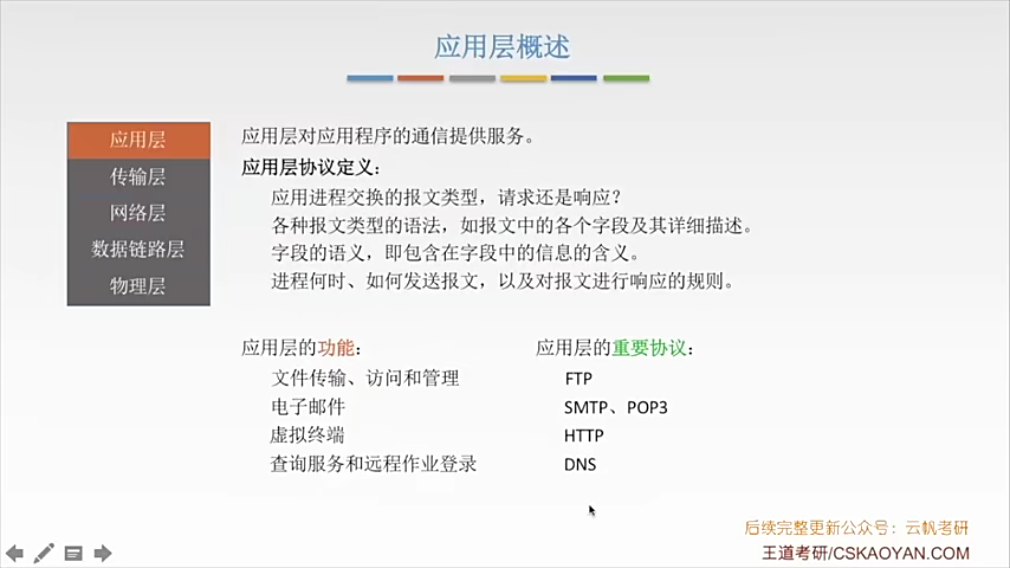 应用层概述
应用层
传输层
网络层
数据链路层
物理层
应用层对应用程序的通信提供服务。
应用层协议定义：
应用进程交换的报文类型，请求还是响应？
各种报文类型的语法，如报文中的各个字段及其详细描述。
字段的语义，即包含在字段中的信息的含义。
进程何时、如何发送报文，以及对报文进行响应的规则。
应用层的功能：
文件传输、访问和管理
电子邮件
虚拟终端
查询服务和远程作业登录
应用层的重要协议：
FTP
SMTP、POP3
HTTP
DNS
后续完整更新公众号：云帆考研
王道考研/CSKAOYAN.COM